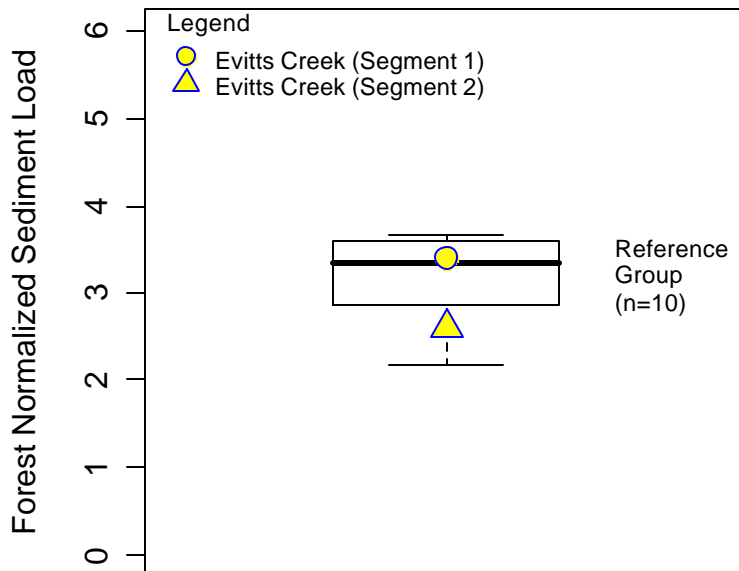 Forest Normalized Sediment Load
6
5
4
3
2
1
0
Legend
Evitts Creek (Segment 1)
Evitts Creek (Segment 2)
Reference
Group
(n=10)